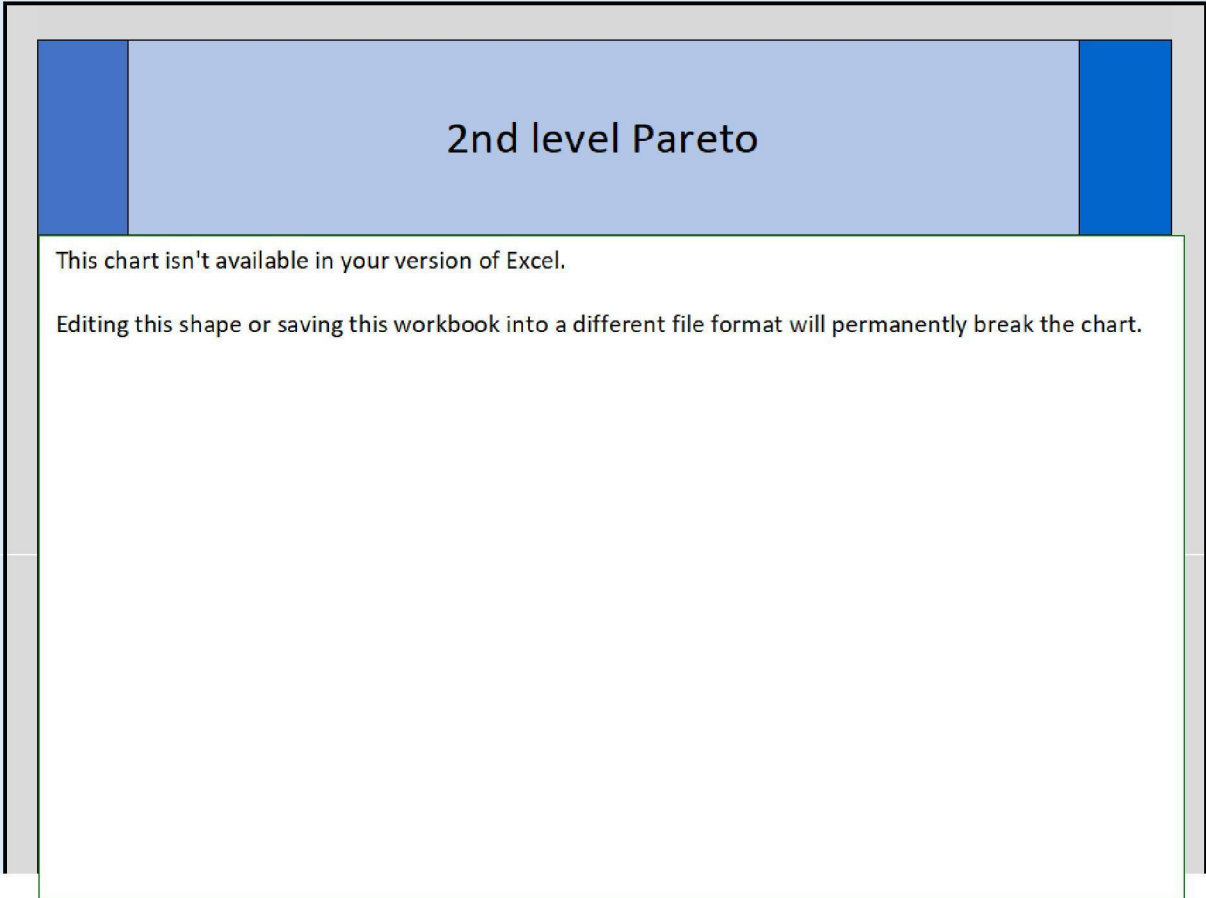 2nd level Pareto
This chart isn't available in your version of Excel.
Editing this shape or saving this workbook into a different file format will permanently break the chart.